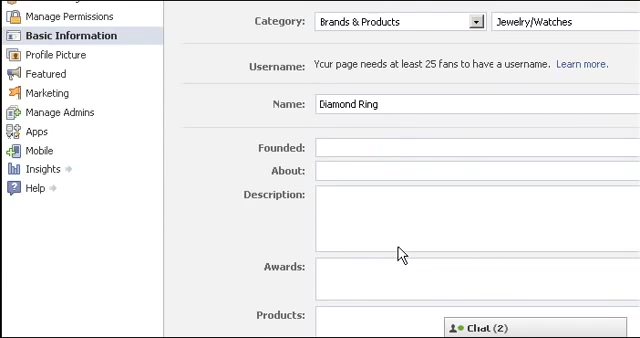 Manage Permissions
Basic Information
Profile Picture
Featured
Marketing
Manage Admins
Apps
Mobile
Insights
Help
Category: Brands & Products Jewelry/Watches
Username: Your page needs at least 25 fans to have a username. Learn more.
Name: Diamond Ring
Founded:
About:
Description:
Awards:
Products:
Chat (2)